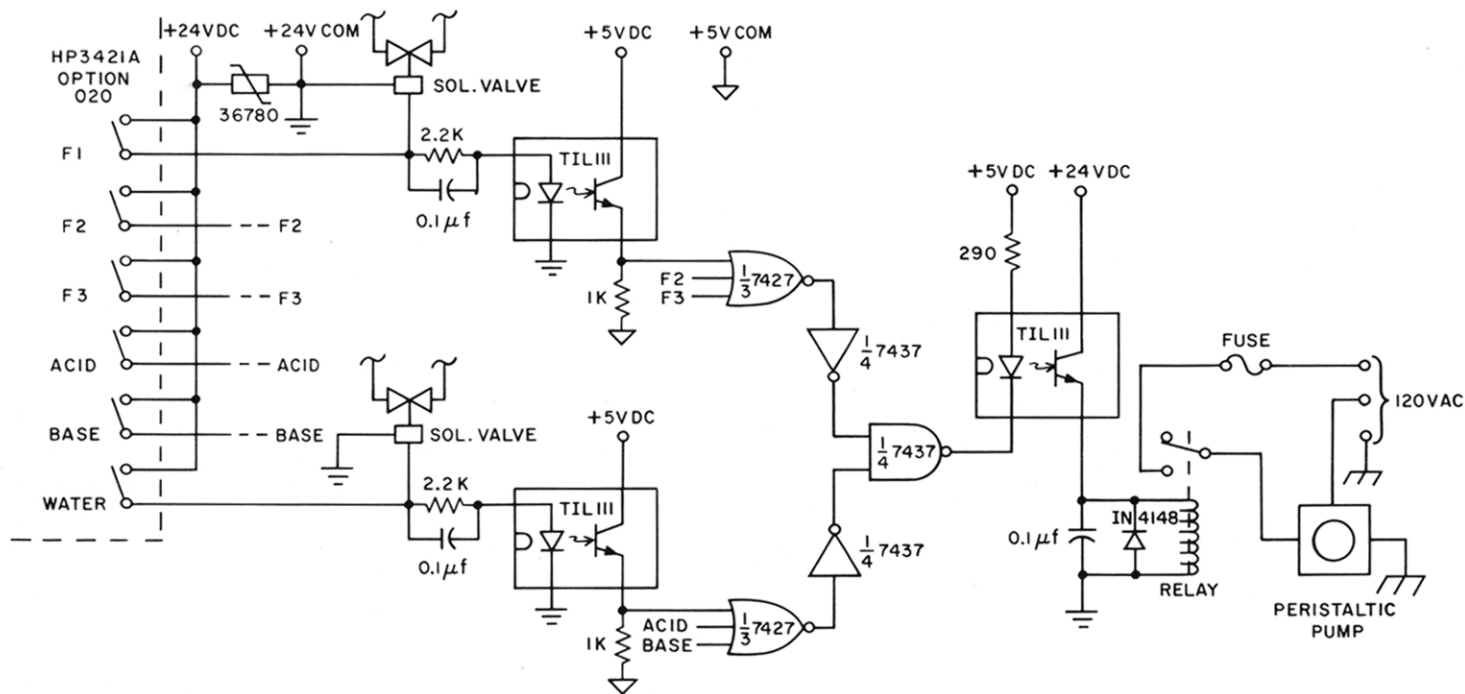 +24VDC
+24V COM
+5VDC
+5V COM
HP3421A
OPTION
020
36780
SOL. VALVE
F1
2.2K
0.1μf
TIL111
F2
F2
F3
F3
1K
F2
F3
1/3 7427
1/4 7437
+5VDC
+24VDC
290
TIL111
FUSE
120VAC
ACID
ACID
BASE
BASE
SOL. VALVE
+5VDC
1/4 7437
WATER
2.2K
0.1μf
TIL111
1/4 7437
0.1μf
IN4148
RELAY
PERISTALTIC
PUMP
1K
ACID
BASE
1/3 7427